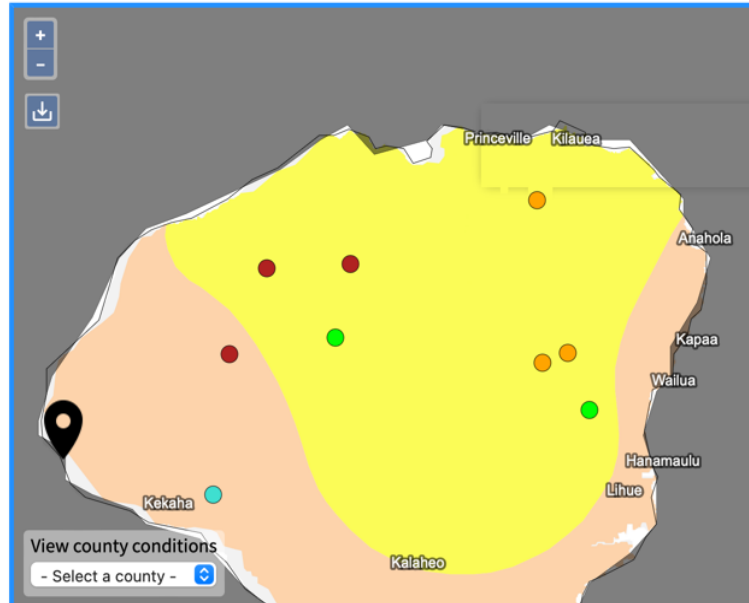 +
-
Princeville
Kilauea
Anahola
Kapaa
Wailua
Hanamaulu
Lihue
Kekaha
Kalaheo
View county conditions
- Select a county -